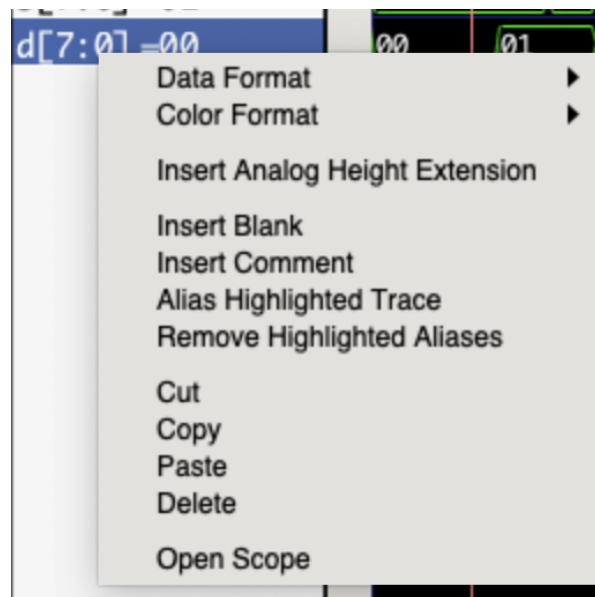 d[7:0] =00
00 01
Data Format
Color Format
Insert Analog Height Extension
Insert Blank
Insert Comment
Alias Highlighted Trace
Remove Highlighted Aliases
Cut
Copy
Paste
Delete
Open Scope